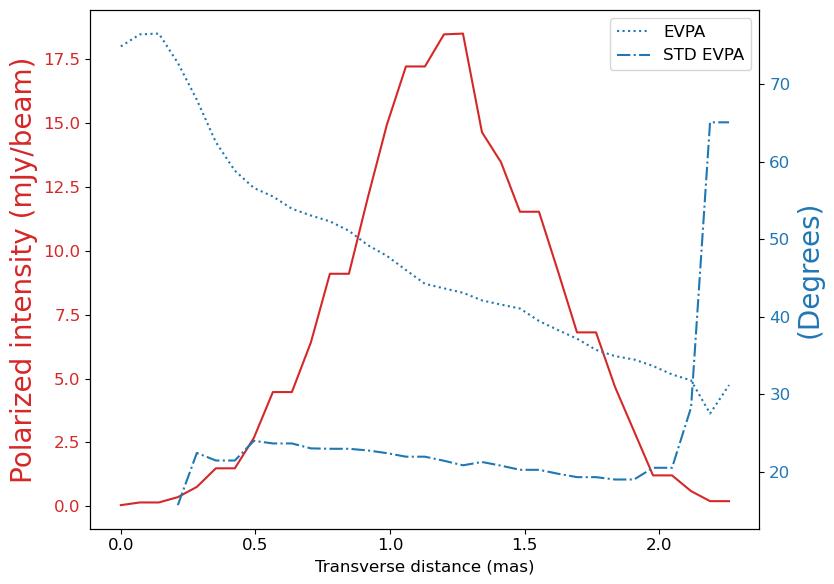 Polarized intensity (mJy/beam)
17.5
15.0
12.5
10.0
7.5
5.0
2.5
0.0
EVPA
STD EVPA
70
60
50
40
30
20
(Degrees)
0.0 0.5 1.0 1.5 2.0
Transverse distance (mas)